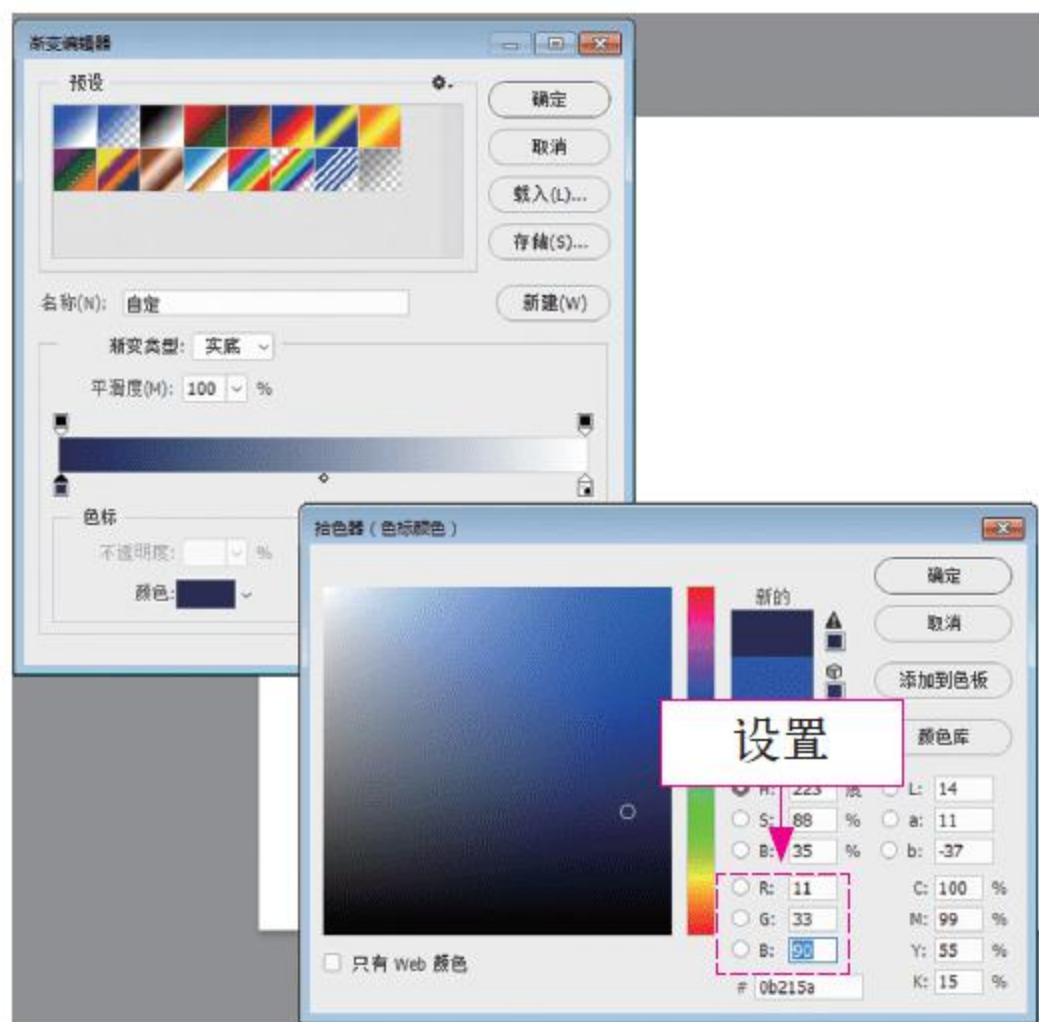 渐变编辑器
预设
确定
取消
载入(L)...
存储(S)...
名称(N): 自定
新建(W)
渐变类型: 实底
平滑度(M): 100 %
色标
不透明度: %
颜色:
拾色器(色标颜色)
新的
确定
取消
添加到色板
颜色库
设置
H: 223 度
S: 88 %
B: 35 %
R: 11
G: 33
B: 90
# 0b215a
L: 14
a: 11
b: -37
C: 100 %
M: 99 %
Y: 55 %
K: 15 %
只有 Web 颜色